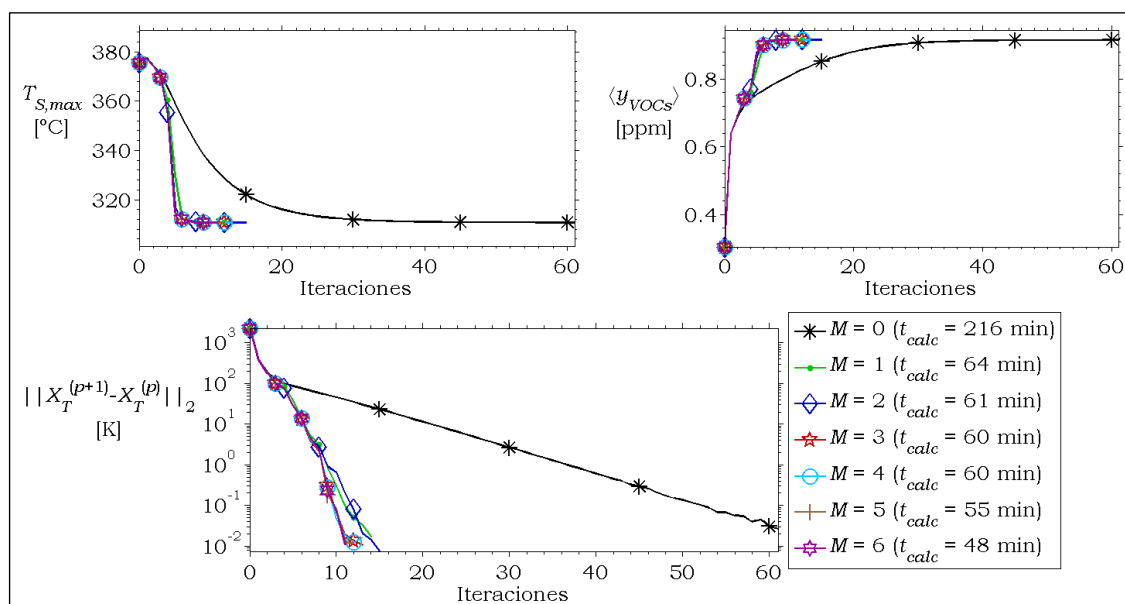 380
360
340
320
T_{S,max}
[°C]
0 20 40 60
Iteraciones
0.8
0.6
0.4
⟨y_{VOCs}⟩
[ppm]
0 20 40 60
Iteraciones
10^3
10^2
10^1
10^0
10^{-1}
10^{-2}
||X_T^{(p+1)}-X_T^{(p)}||_2
[K]
0 10 20 30 40 50 60
Iteraciones
M = 0 (t_{calc} = 216 min)
M = 1 (t_{calc} = 64 min)
M = 2 (t_{calc} = 61 min)
M = 3 (t_{calc} = 60 min)
M = 4 (t_{calc} = 60 min)
M = 5 (t_{calc} = 55 min)
M = 6 (t_{calc} = 48 min)